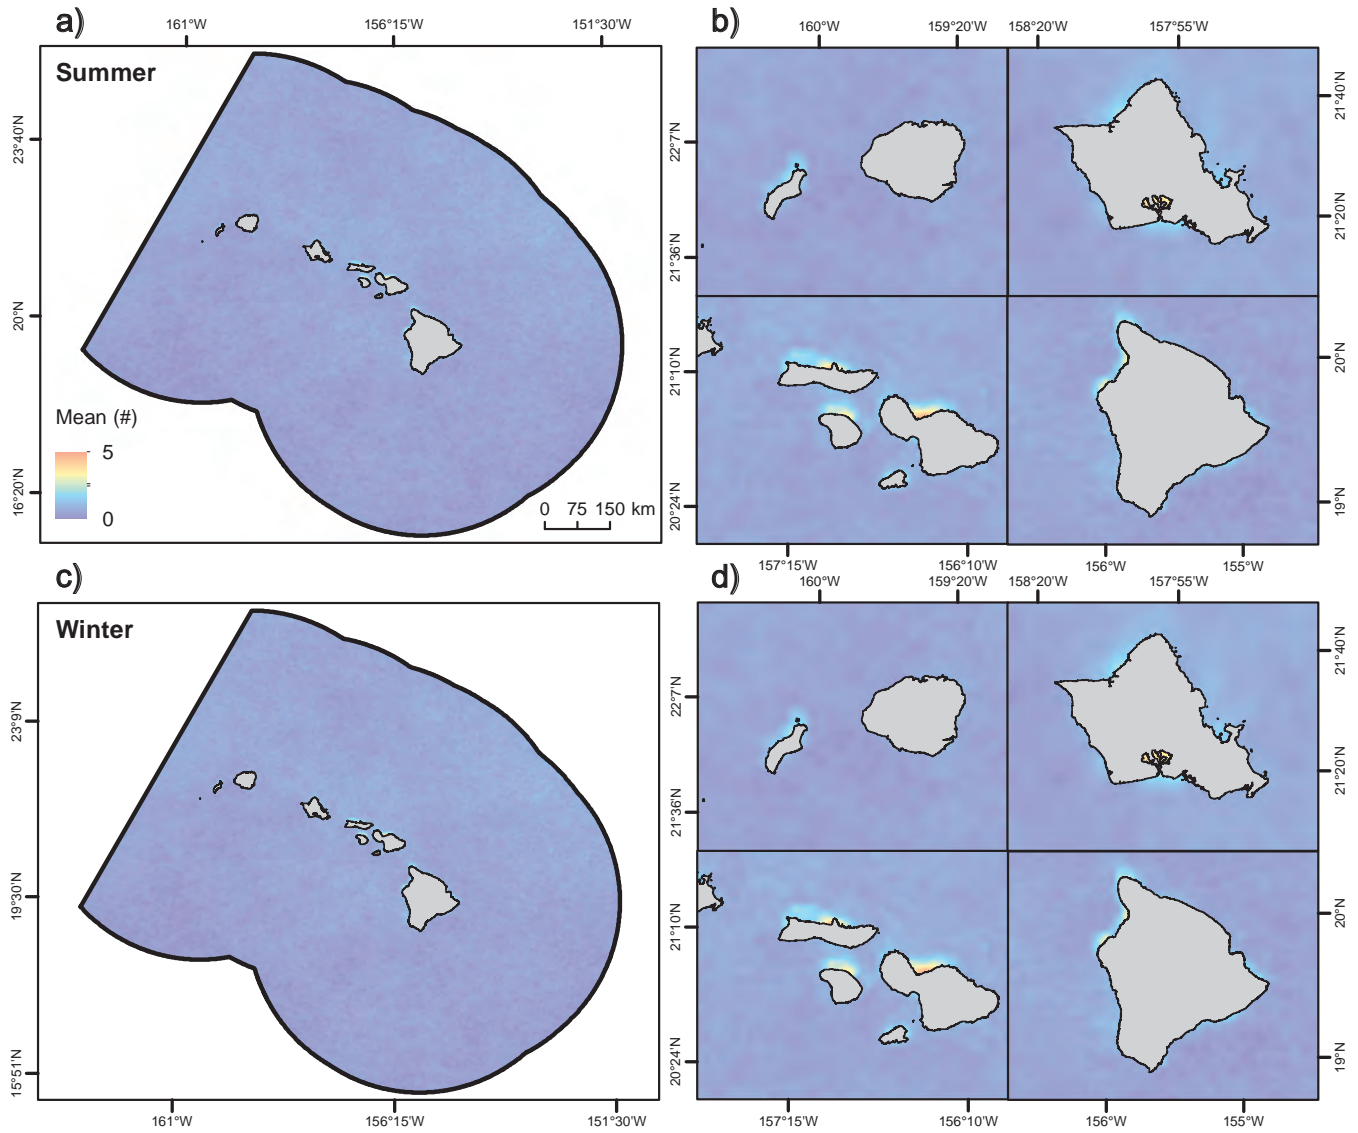 a)
161°W 156°15'W 151°30'W
Summer
23°40'N
20°N
16°20'N
Mean (#)
5
0
0 75 150 km
b)
160°W 159°20'W 158°20'W 157°55'W
22°7'N
21°36'N
21°40'N
21°20'N
21°10'N
20°24'N
20°N
19°N
157°15'W 156°10'W 156°W 155°W
c)
Winter
23°9'N
19°30'N
15°51'N
161°W 156°15'W 151°30'W
d)
160°W 159°20'W 158°20'W 157°55'W
22°7'N
21°36'N
21°40'N
21°20'N
21°10'N
20°24'N
20°N
19°N
157°15'W 156°10'W 156°W 155°W